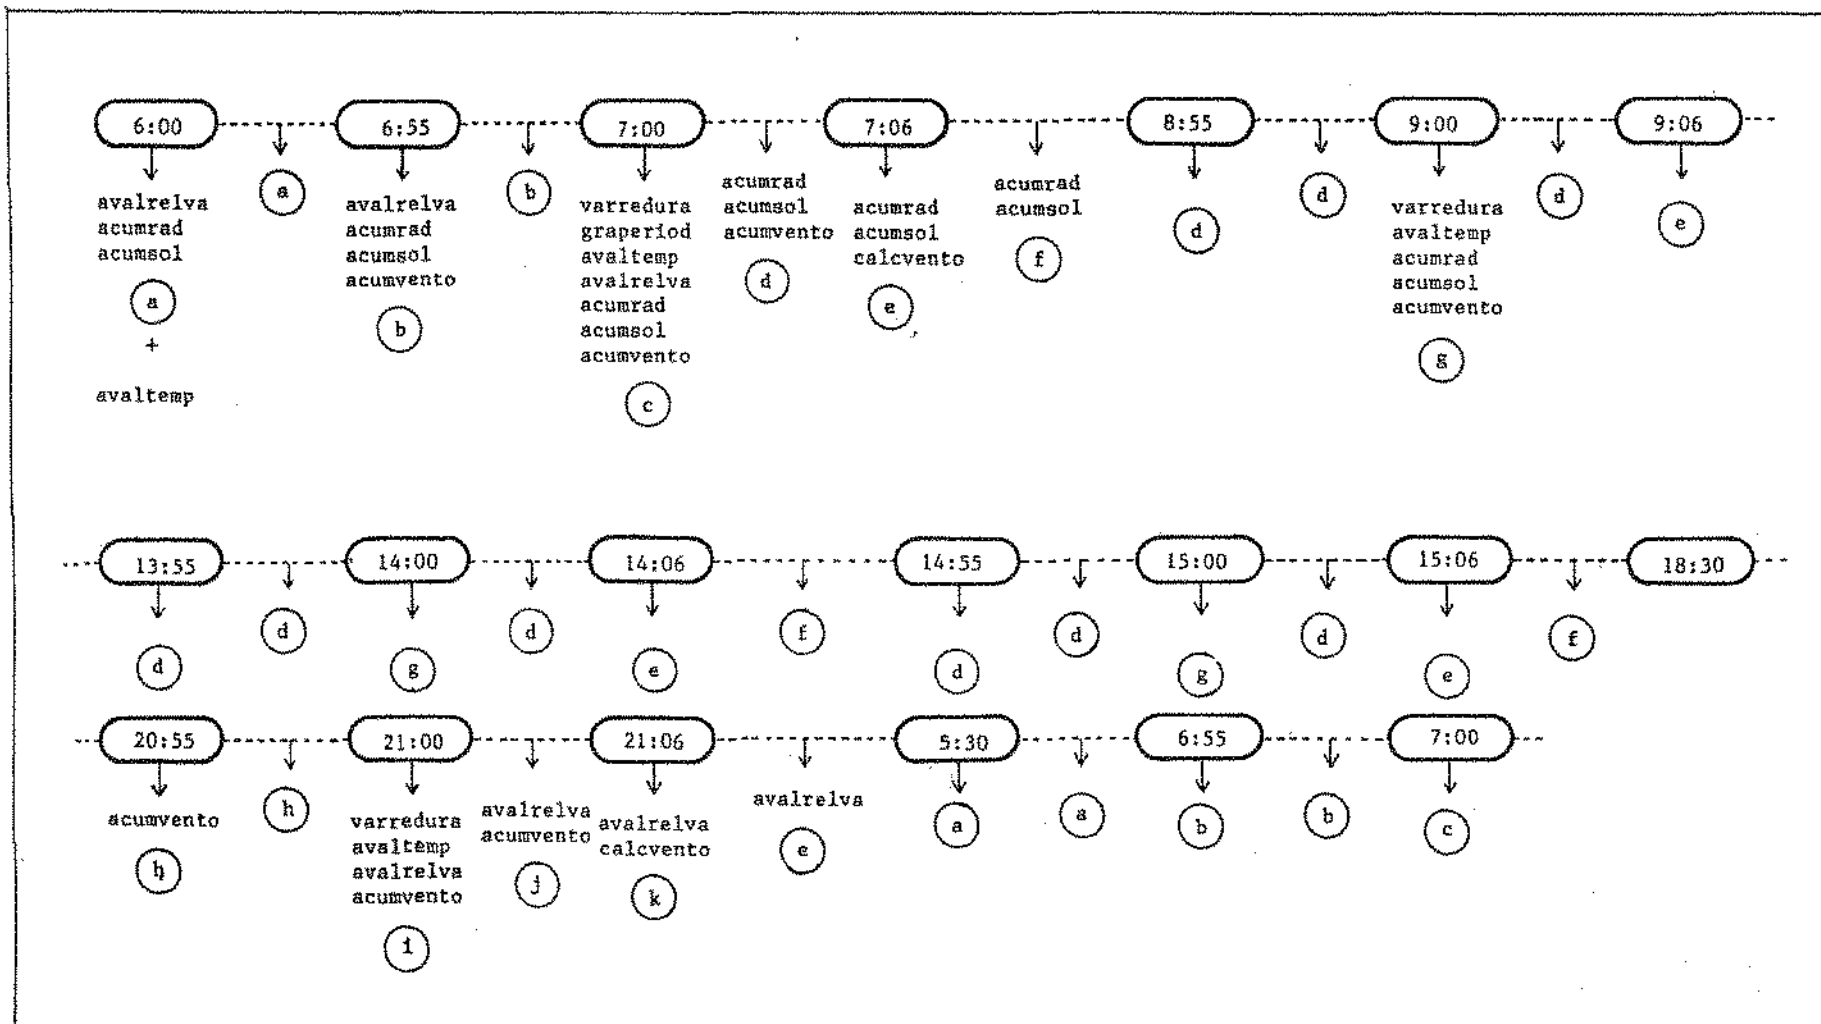 6:00
6:55
7:00
7:06
8:55
9:00
9:06
avalrelva
acumrad
acumsol
a
+
avaltemp
a
avalrelva
acumrad
acumsol
acumvento
b
b
varredura
graperiod
avaltemp
avalrelva
acumrad
acumsol
acumvento
c
acumrad
acumsol
acumvento
d
acumrad
acumsol
calcvento
e
acumrad
acumsol
f
d
d
varredura
avaltemp
acumrad
acumsol
acumvento
g
d
e
13:55
14:00
14:06
14:55
15:00
15:06
18:30
d
d
g
d
e
f
d
d
g
d
e
f
20:55
21:00
21:06
5:30
6:55
7:00
acumvento
h
h
varredura
avaltemp
avalrelva
acumvento
i
avalrelva
acumvento
j
avalrelva
calcvento
k
avalrelva
e
a
a
b
b
c